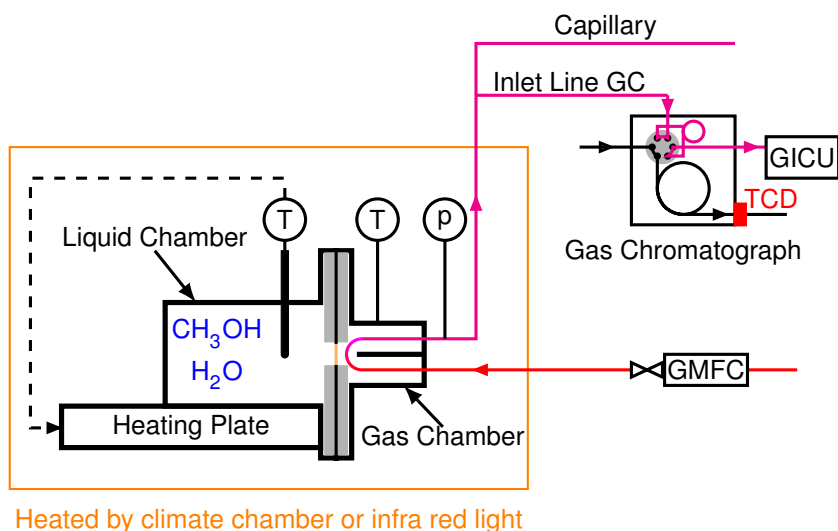 Capillary
Inlet Line GC
GICU
TCD
Gas Chromatograph
T
T
p
Liquid Chamber
CH₃OH
H₂O
GMFC
Heating Plate
Gas Chamber
Heated by climate chamber or infra red light